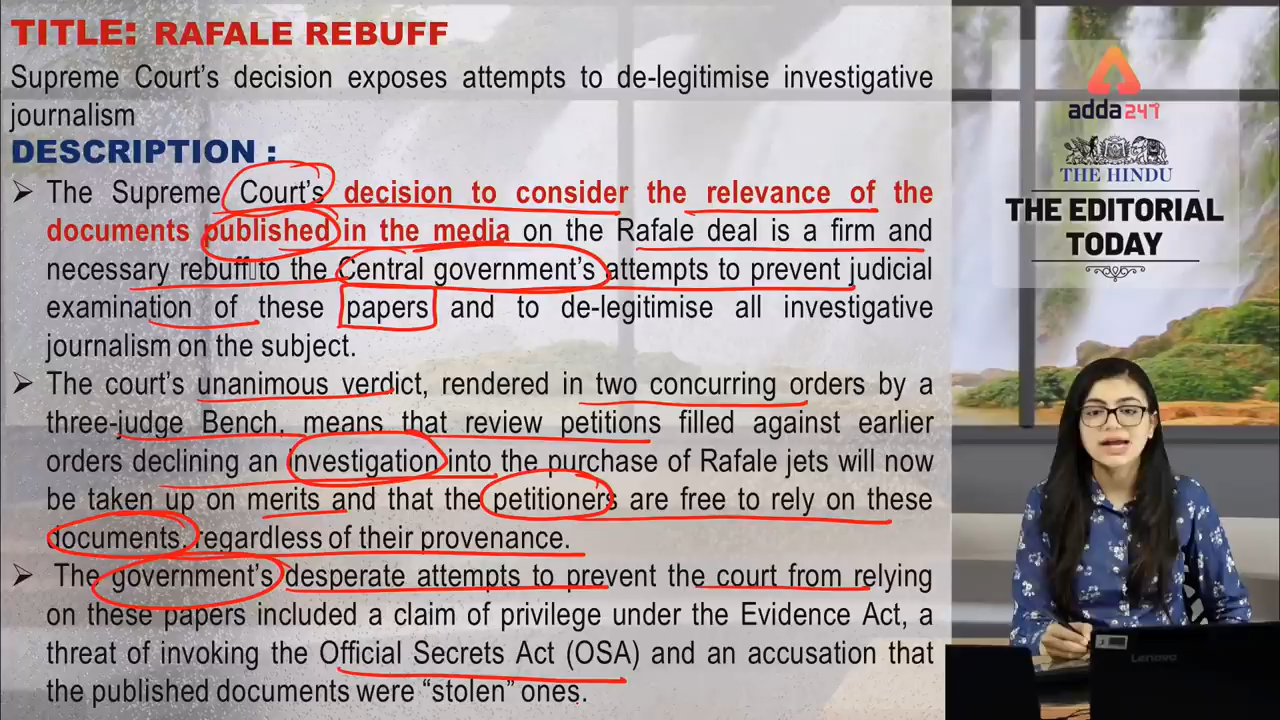 TITLE: RAFALE REBUFF
Supreme Court's decision exposes attempts to de-legitimise investigative
journalism
DESCRIPTION :
➢ The Supreme Court's decision to consider the relevance of the
documents published in the media on the Rafale deal is a firm and
necessary rebuff to the Central government's attempts to prevent judicial
examination of these papers and to de-legitimise all investigative
journalism on the subject.
➢ The court's unanimous verdict, rendered in two concurring orders by a
three-judge Bench, means that review petitions filled against earlier
orders declining an investigation into the purchase of Rafale jets will now
be taken up on merits and that the petitioners are free to rely on these
documents, regardless of their provenance.
➢ The government's desperate attempts to prevent the court from relying
on these papers included a claim of privilege under the Evidence Act, a
threat of invoking the Official Secrets Act (OSA) and an accusation that
the published documents were “stolen” ones.
adda247
THE HINDU
THE EDITORIAL
TODAY
Lenovo